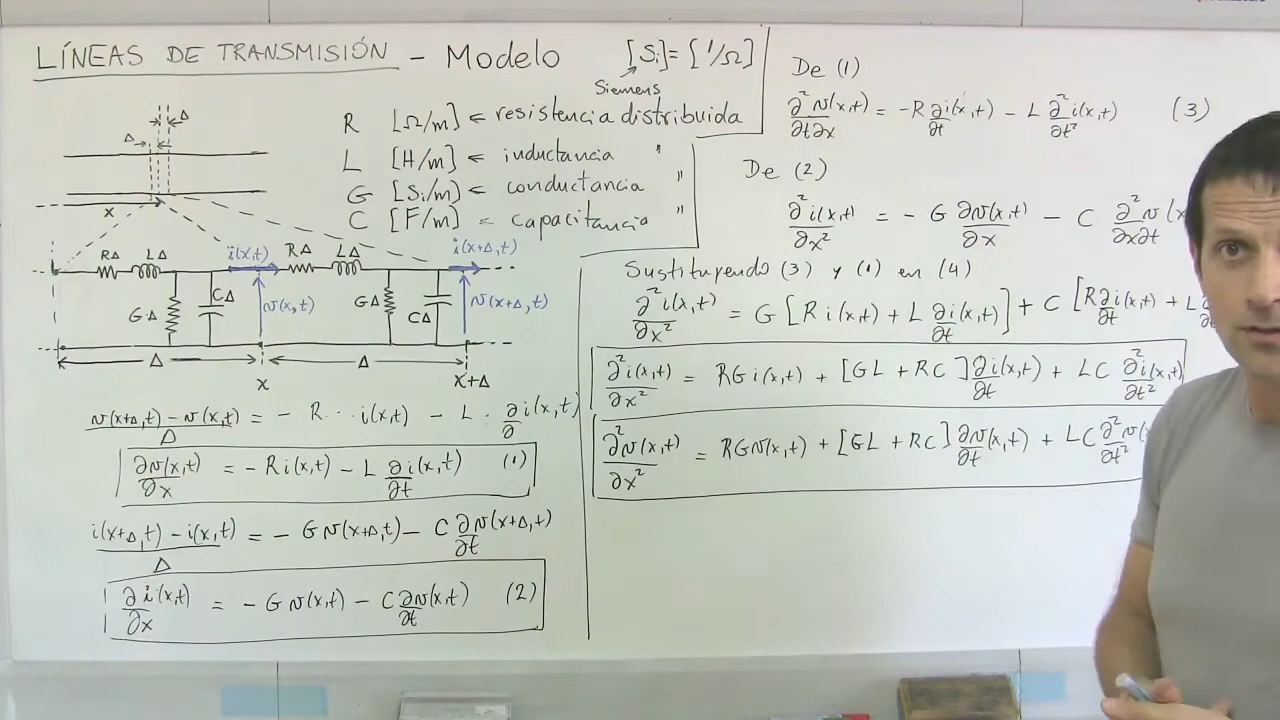 LÍNEAS DE TRANSMISIÓN - Modelo
[Si] = [1/Ω]
Siemens
R [Ω/m] ← resistencia distribuida
L [H/m] ← inductancia "
G [Si/m] ← conductancia "
C [F/m] = capacitancia "
Δ
Δ
x
RΔ LΔ i(x,t) RΔ LΔ i(x+Δ,t)
GΔ CΔ v(x,t) GΔ CΔ v(x+Δ,t)
Δ Δ
x x+Δ
v(x+Δ,t) - v(x,t) / Δ = - R i(x,t) - L ∂i(x,t) / ∂
∂v(x,t)/∂x = - R i(x,t) - L ∂i(x,t)/∂t (1)
i(x+Δ,t) - i(x,t) / Δ = - G v(x+Δ,t) - C ∂v(x+Δ,t)/∂t
∂i(x,t)/∂x = - G v(x,t) - C ∂v(x,t)/∂t (2)
De (1)
∂²v(x,t)/∂t∂x = -R ∂i(x,t)/∂t - L ∂²i(x,t)/∂t² (3)
De (2)
∂²i(x,t)/∂x² = - G ∂v(x,t)/∂x - C ∂²v(x /∂x∂t
Sustituyendo (3) y (1) en (4)
∂²i(x,t)/∂x² = G [R i(x,t) + L ∂i(x,t)/∂t] + C [R ∂i(x,t)/∂t + L
∂²i(x,t)/∂x² = RG i(x,t) + [GL + RC] ∂i(x,t)/∂t + LC ∂²i(x,t)/∂t²
∂²v(x,t)/∂x² = RG v(x,t) + [GL + RC] ∂v(x,t)/∂t + LC ∂²v( /∂t²